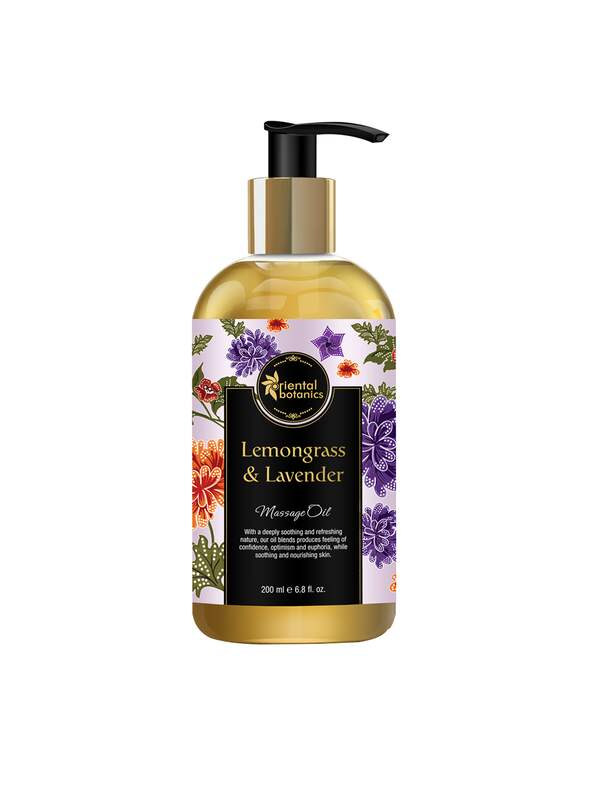 Oriental
botanics
Lemongrass
& Lavender
Massage Oil
With a deeply soothing and refreshing
nature, our oil blends produces feeling of
confidence, optimism and euphoria, while
soothing and nourishing skin.
200 ml ℮ 6.8 fl. oz.